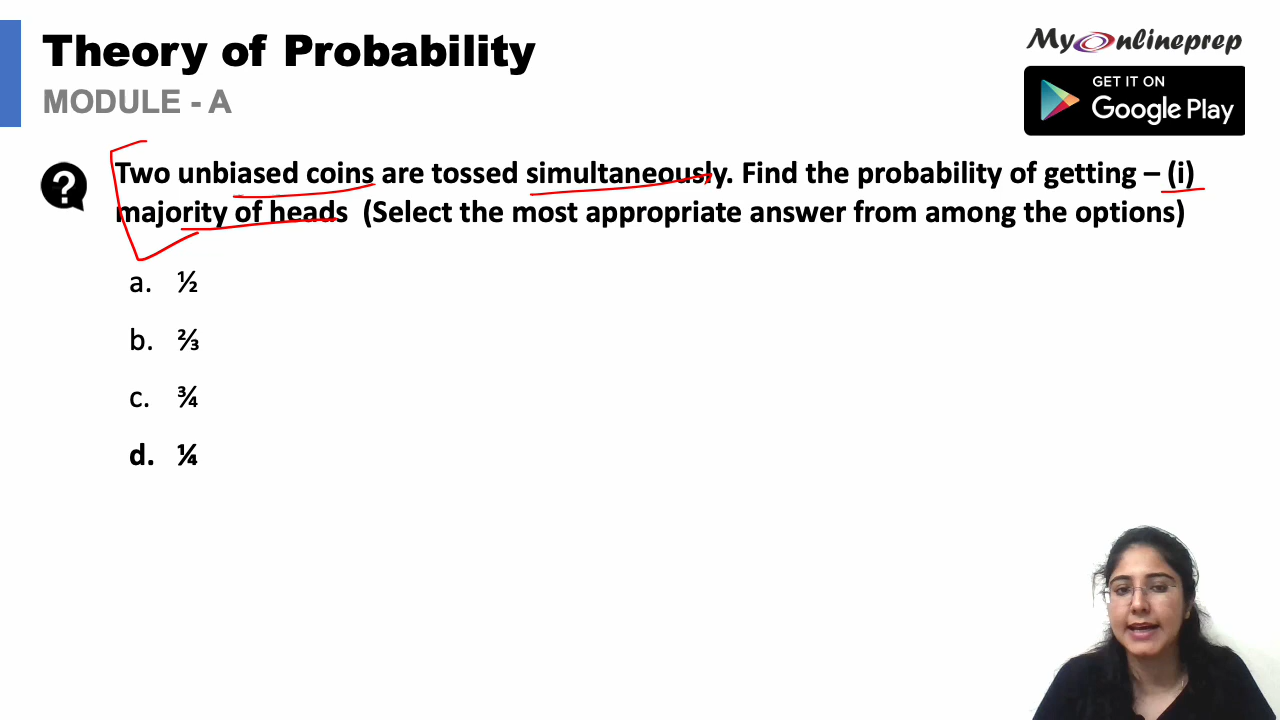 Theory of Probability
MODULE - A
MyOnlineprep
GET IT ON
Google Play
?
Two unbiased coins are tossed simultaneously. Find the probability of getting – (i)
majority of heads (Select the most appropriate answer from among the options)
a. ½
b. ⅔
c. ¾
d. ¼